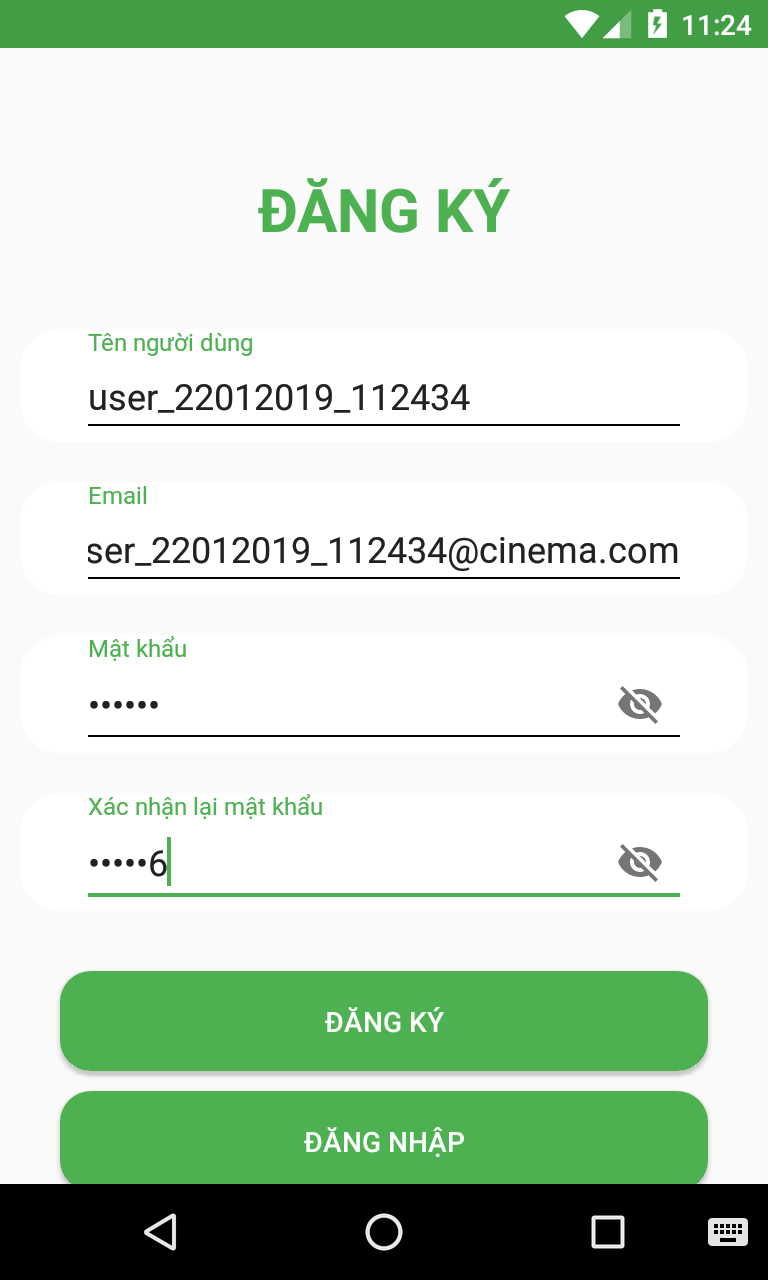 11:24
ĐĂNG KÝ
Tên người dùng
user_22012019_112434
Email
ser_22012019_112434@cinema.com
Mật khẩu
••••••
Xác nhận lại mật khẩu
•••••6
ĐĂNG KÝ
ĐĂNG NHẬP